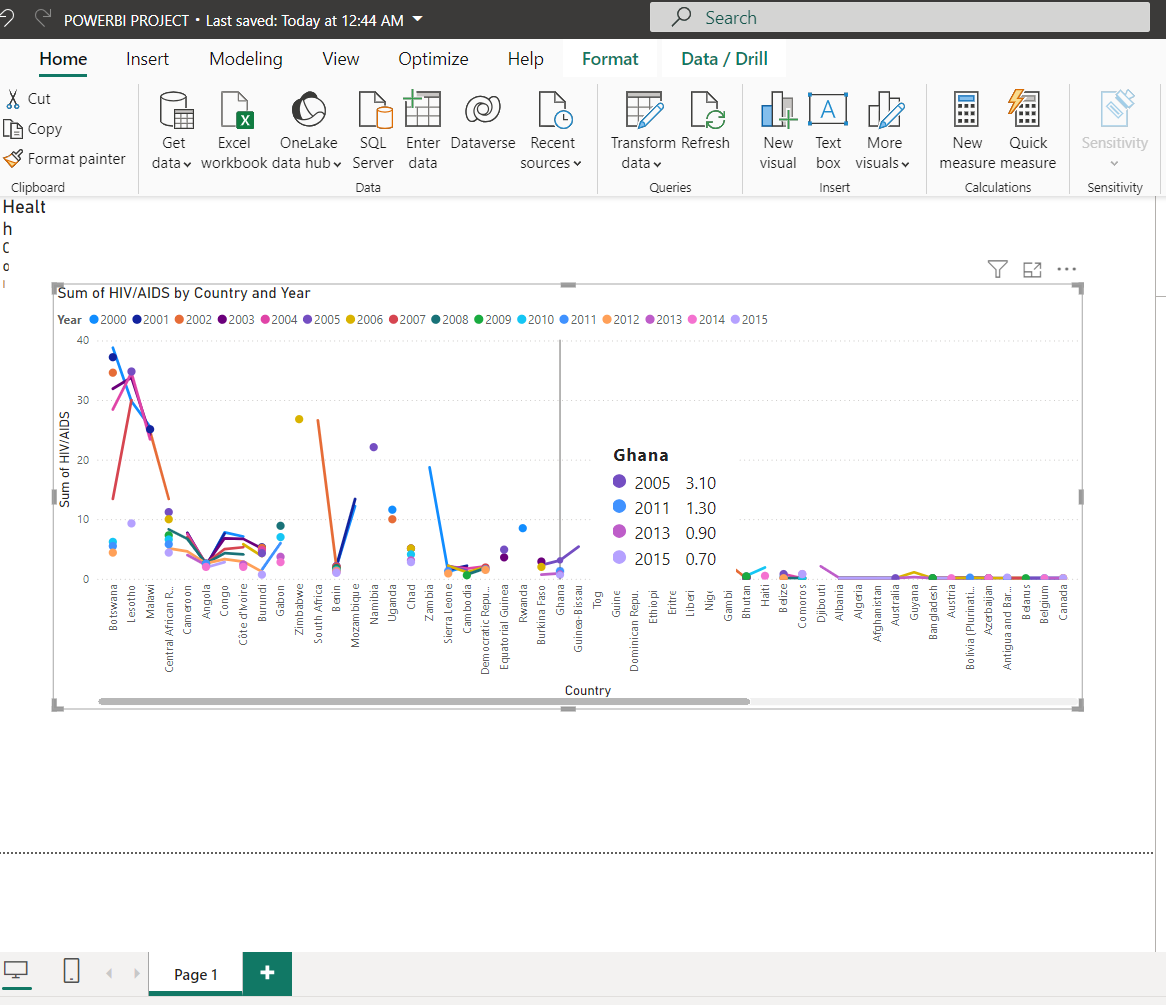 POWERBI PROJECT • Last saved: Today at 12:44 AM
Search
Home Insert Modeling View Optimize Help Format Data / Drill
Cut
Copy
Format painter
Clipboard
Get data
Excel workbook
OneLake data hub
SQL Server
Enter data
Dataverse
Recent sources
Data
Transform data
Refresh
Queries
New visual
Text box
More visuals
Insert
New measure
Quick measure
Calculations
Sensitivity
Sensitivity
Healt
h
C
o
Sum of HIV/AIDS by Country and Year
Year 2000 2001 2002 2003 2004 2005 2006 2007 2008 2009 2010 2011 2012 2013 2014 2015
40
30
20
10
0
Sum of HIV/AIDS
Ghana
2005 3.10
2011 1.30
2013 0.90
2015 0.70
Botswana
Lesotho
Malawi
Central African R...
Cameroon
Angola
Congo
Côte d'Ivoire
Burundi
Gabon
Zimbabwe
South Africa
Benin
Mozambique
Namibia
Uganda
Chad
Zambia
Sierra Leone
Cambodia
Democratic Repu...
Equatorial Guinea
Rwanda
Burkina Faso
Ghana
Guinea-Bissau
Tog
Guine
Dominican Repu
Ethiopi
Eritre
Liberi
Nige
Gambi
Bhutan
Haiti
Belize
Comoros
Djibouti
Albania
Algeria
Afghanistan
Australia
Guyana
Bangladesh
Austria
Bolivia (Plurinati...
Azerbaijan
Antigua and Bar...
Belarus
Belgium
Canada
Country
Page 1